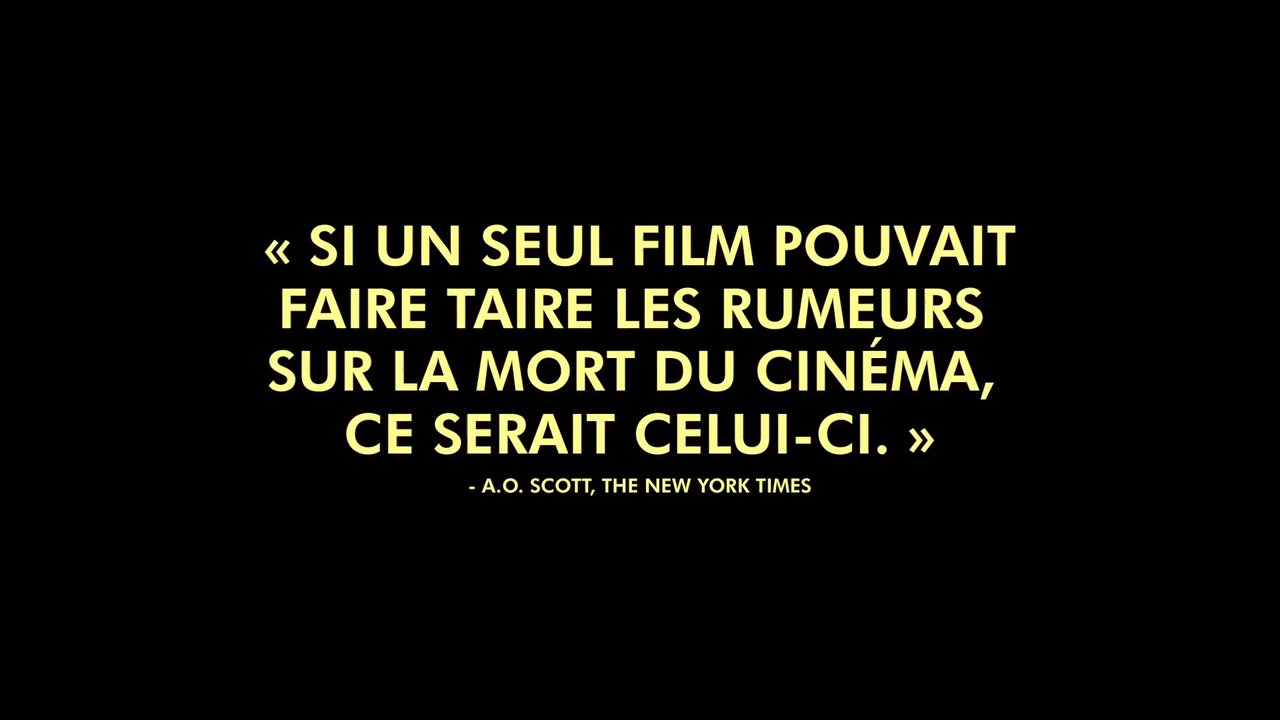 « SI UN SEUL FILM POUVAIT
FAIRE TAIRE LES RUMEURS
SUR LA MORT DU CINÉMA,
CE SERAIT CELUI-CI. »
- A.O. SCOTT, THE NEW YORK TIMES